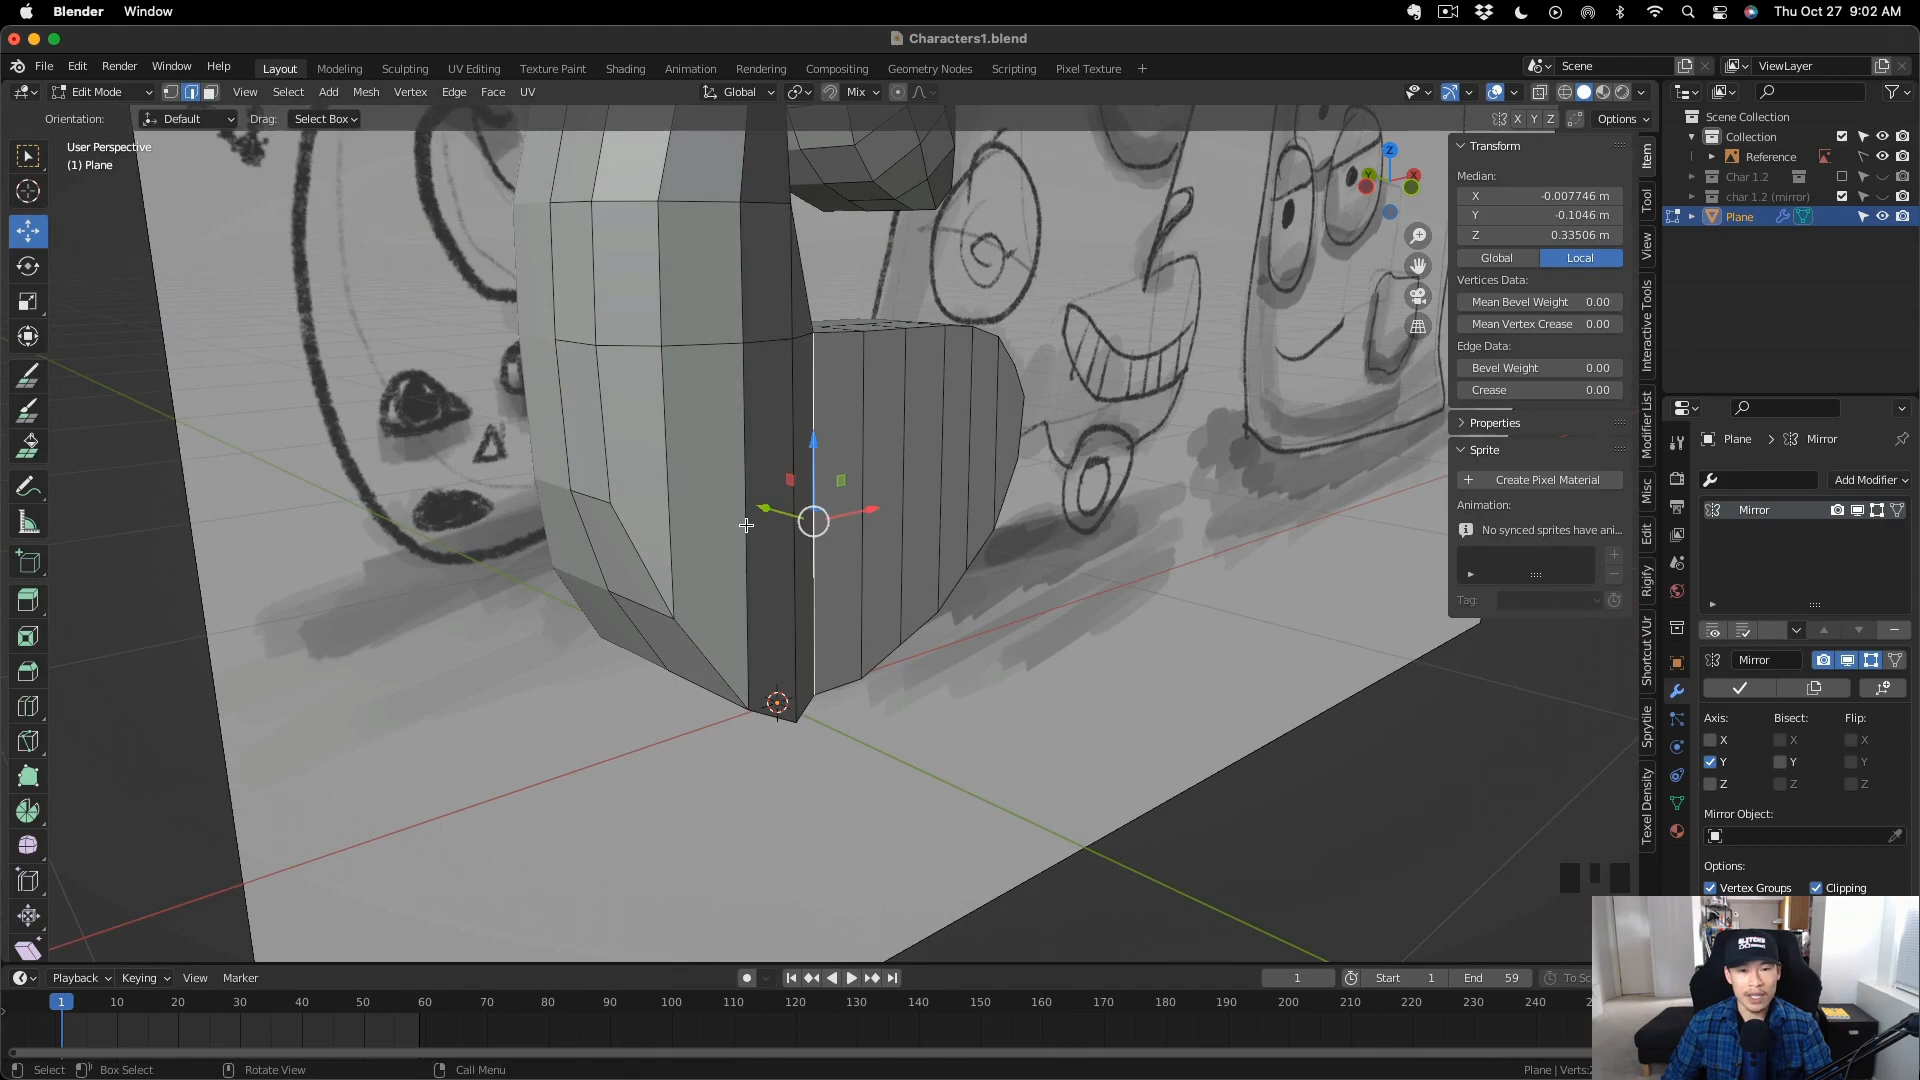 Blender Window
Thu Oct 27 9:02 AM
Characters1.blend
File Edit Render Window Help
Layout Modeling Sculpting UV Editing Texture Paint Shading Animation Rendering Compositing Geometry Nodes Scripting Pixel Texture +
Scene
ViewLayer
Edit Mode View Select Add Mesh Vertex Edge Face UV
Global
Mix
Orientation: Default Drag: Select Box
X Y Z Options
User Perspective
(1) Plane
Scene Collection
Collection
Reference
Char 1.2
char 1.2 (mirror)
Plane
Transform
Median:
X -0.007746 m
Y -0.1046 m
Z 0.33506 m
Global Local
Vertices Data:
Mean Bevel Weight 0.00
Mean Vertex Crease 0.00
Edge Data:
Bevel Weight 0.00
Crease 0.00
Properties
Sprite
+ Create Pixel Material
Animation:
No synced sprites have ani...
Tag:
Item
Tool
View
Interactive Tools
Modifier List
Misc
Edit
Rigify
Shortcut VUr
Sprytile
Texel Density
Z
Y
X
Plane > Mirror
Add Modifier
Mirror
Mirror
Axis: Bisect: Flip:
X X X
Y Y Y
Z Z Z
Mirror Object:
Options:
Vertex Groups Clipping
Playback Keying View Marker
1 Start 1 End 59
1 10 20 30 40 50 60 70 80 90 100 110 120 130 140 150 160 170 180 190 200 210 220 230 240
Select Box Select Rotate View Call Menu
Plane | Verts: